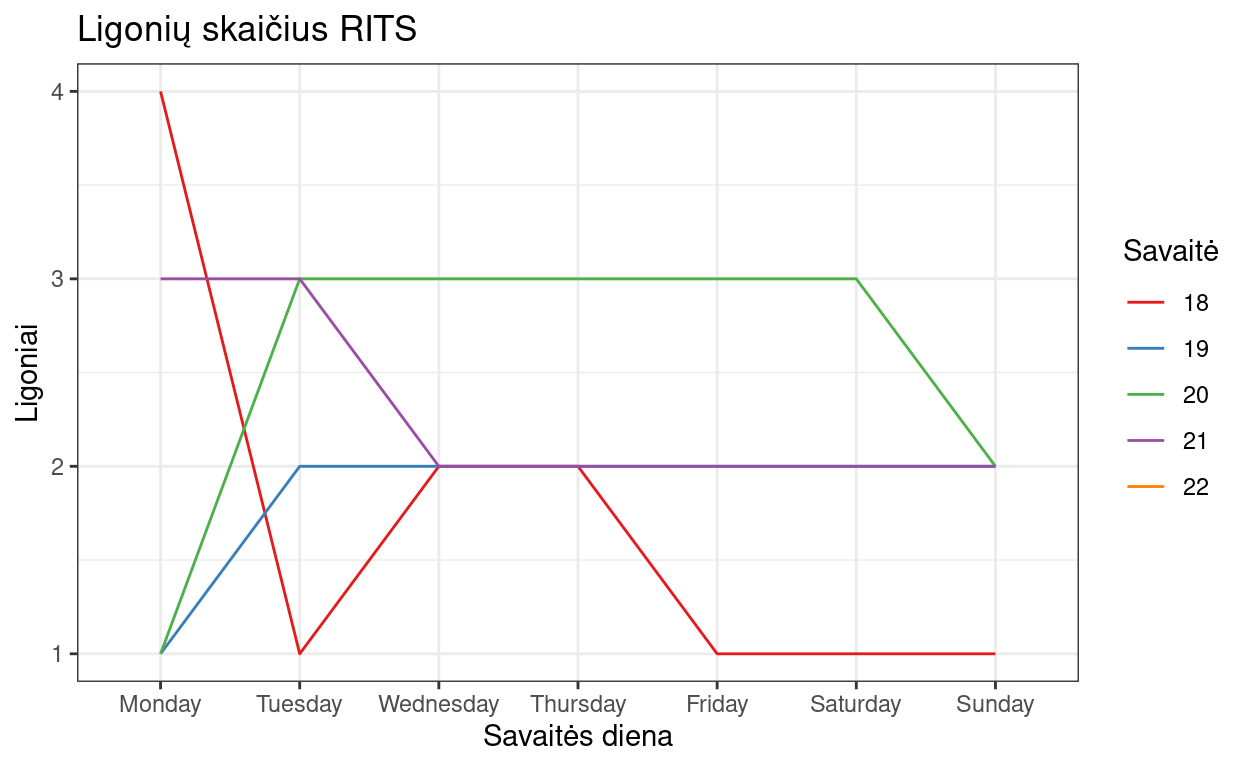 Ligonių skaičius RITS
4
3
2
1
Ligoniai
Monday Tuesday Wednesday Thursday Friday Saturday Sunday
Savaitės diena
Savaitė
18
19
20
21
22